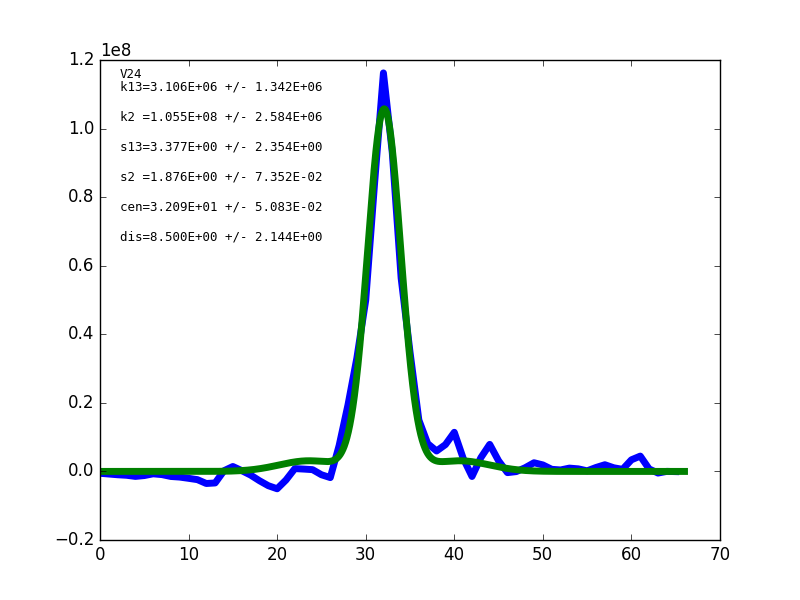 1e8
1.2
V24
k13=3.106E+06 +/- 1.342E+06
k2 =1.055E+08 +/- 2.584E+06
1.0
s13=3.377E+00 +/- 2.354E+00
s2 =1.876E+00 +/- 7.352E-02
0.8
cen=3.209E+01 +/- 5.083E-02
dis=8.500E+00 +/- 2.144E+00
0.6
0.4
0.2
0.0
−0.2
0 10 20 30 40 50 60 70